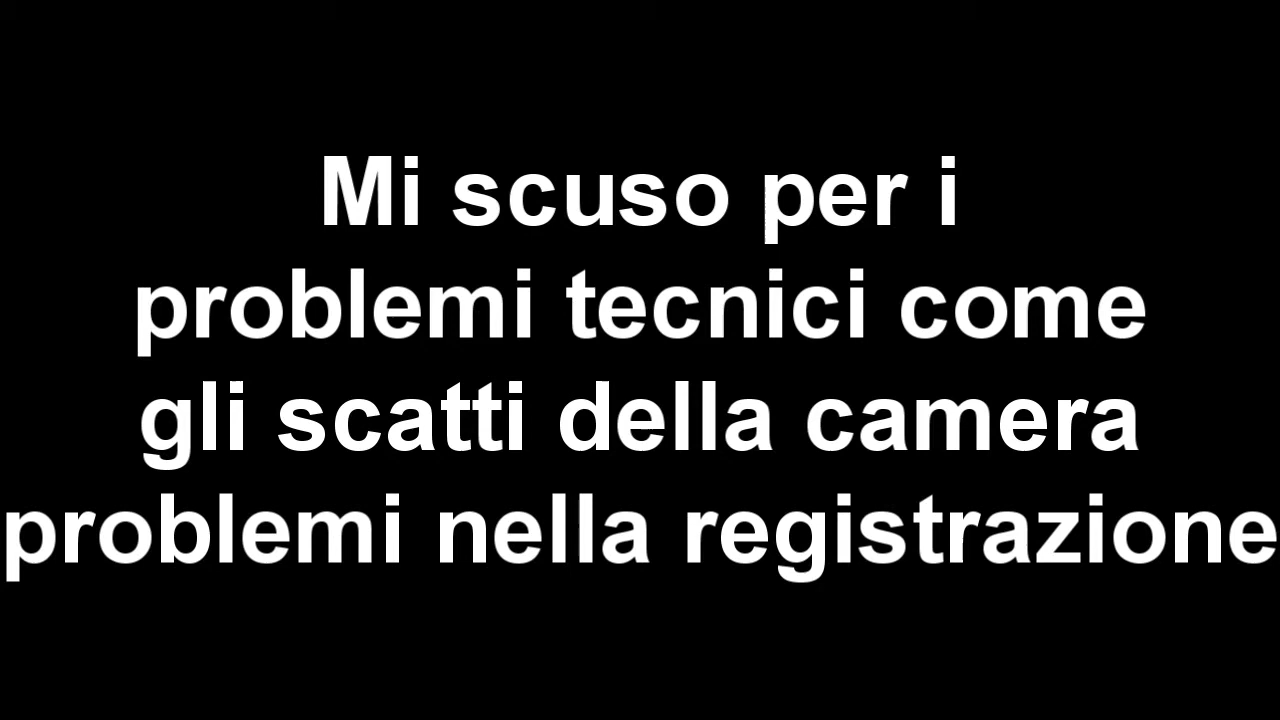 Mi scuso per i
problemi tecnici come
gli scatti della camera
problemi nella registrazione